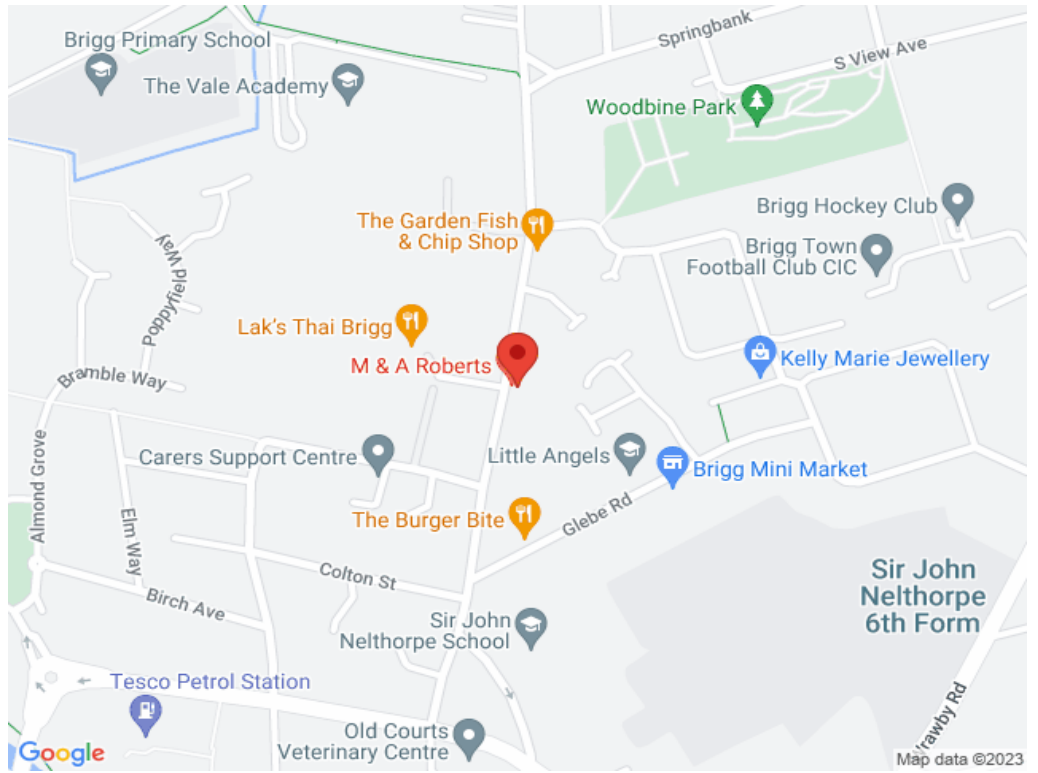 Springbank
Brigg Primary School
S View Ave
The Vale Academy
Woodbine Park
Brigg Hockey Club
The Garden Fish
& Chip Shop
Brigg Town
Football Club CIC
Poppyfield Way
Lak's Thai Brigg
M & A Roberts
Kelly Marie Jewellery
Bramble Way
Almond Grove
Carers Support Centre
Little Angels
Brigg Mini Market
Elm Way
The Burger Bite
Glebe Rd
Colton St
Sir John
Nelthorpe
6th Form
Birch Ave
Sir John
Nelthorpe School
Tesco Petrol Station
Wrawby Rd
Old Courts
Veterinary Centre
Google
Map data ©2023